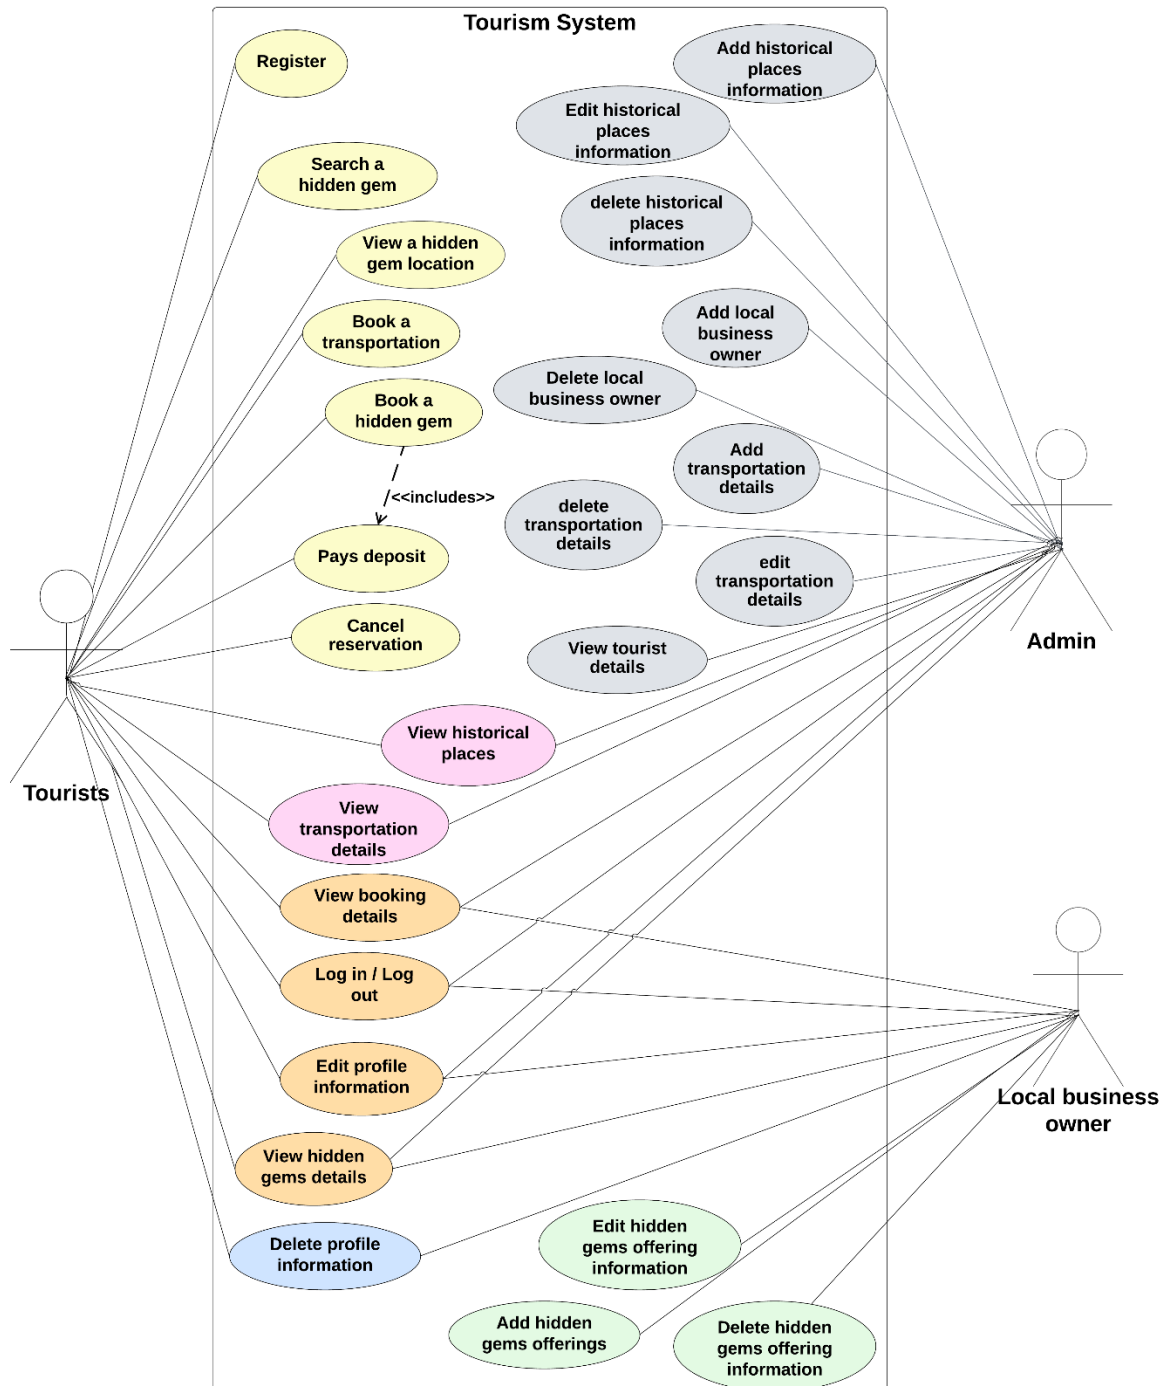 Tourism System
Register
Add historical
places
information
Edit historical
places
information
Search a
hidden gem
delete historical
places
information
View a hidden
gem location
Book a
transportation
Add local
business
owner
Delete local
business owner
Book a
hidden gem
Add
transportation
details
<<includes>>
delete
transportation
details
Pays deposit
edit
transportation
details
Cancel
reservation
View tourist
details
Admin
View historical
places
Tourists
View
transportation
details
View booking
details
Log in / Log
out
Edit profile
information
Local business
owner
View hidden
gems details
Delete profile
information
Edit hidden
gems offering
information
Add hidden
gems offerings
Delete hidden
gems offering
information